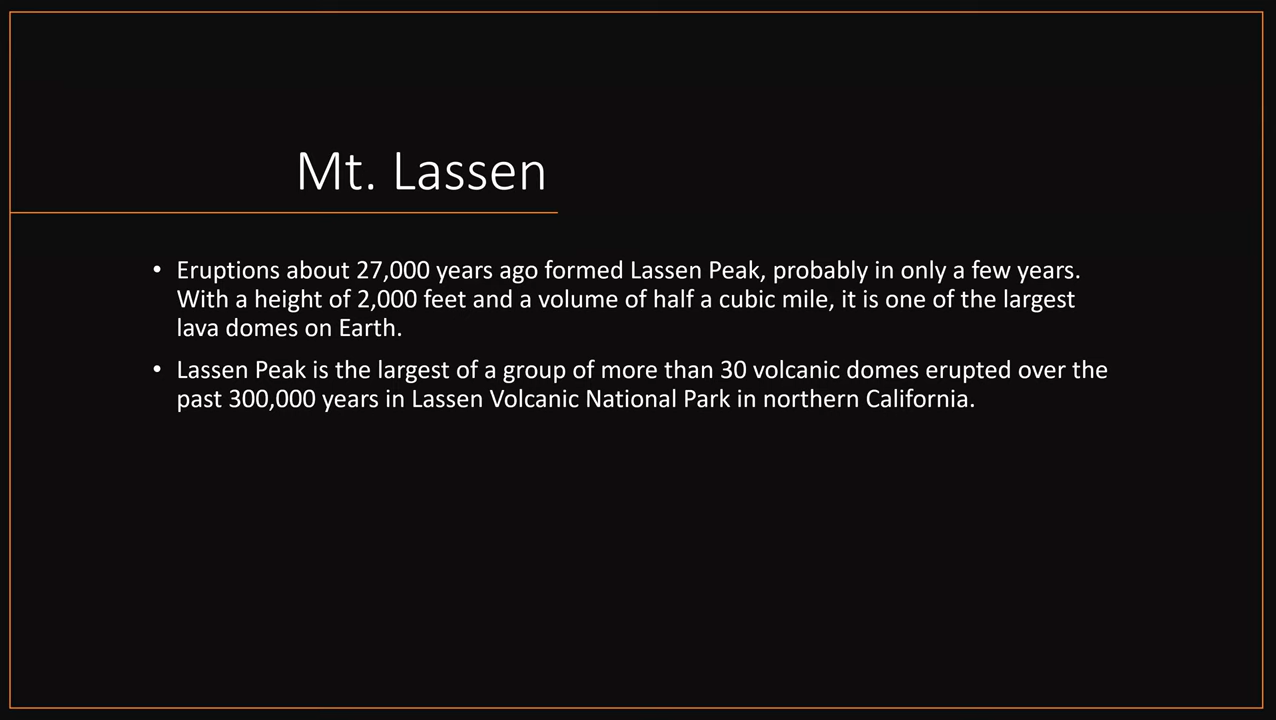 Mt. Lassen
• Eruptions about 27,000 years ago formed Lassen Peak, probably in only a few years.
With a height of 2,000 feet and a volume of half a cubic mile, it is one of the largest
lava domes on Earth.
• Lassen Peak is the largest of a group of more than 30 volcanic domes erupted over the
past 300,000 years in Lassen Volcanic National Park in northern California.